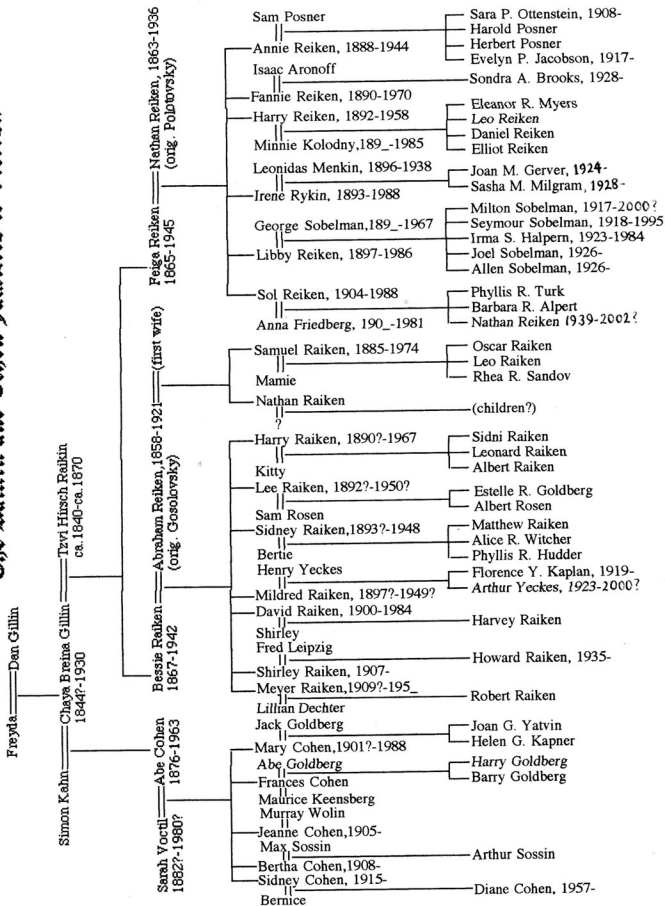 Freyda Dan Gillin
Simon Kahn Chaya Breina Gillin Tzvi Hirsch Raikin
1844?-1930 ca.1840-ca.1870
Feiga Reiken Nathan Reiken, 1863-1936
1865-1945 (orig. Polotovsky)
Bessie Raiken Abraham Reiken, 1858-1921 (first wife)
1867-1942 (orig. Gosolovsky)
Sarah Voctil Abe Cohen
1882?-1980? 1876-1963
Sam Posner
Annie Reiken, 1888-1944
Sara P. Ottenstein, 1908-
Harold Posner
Herbert Posner
Evelyn P. Jacobson, 1917-
Isaac Aronoff
Fannie Reiken, 1890-1970
Sondra A. Brooks, 1928-
Harry Reiken, 1892-1958
Minnie Kolodny,189_-1985
Eleanor R. Myers
Leo Reiken
Daniel Reiken
Elliot Reiken
Leonidas Menkin, 1896-1938
Irene Rykin, 1893-1988
Joan M. Gerver, 1924-
Sasha M. Milgram, 1928-
George Sobelman,189_-1967
Libby Reiken, 1897-1986
Milton Sobelman, 1917-2000?
Seymour Sobelman, 1918-1995
Irma S. Halpern, 1923-1984
Joel Sobelman, 1926-
Allen Sobelman, 1926-
Sol Reiken, 1904-1988
Anna Friedberg, 190_-1981
Phyllis R. Turk
Barbara R. Alpert
Nathan Reiken 1939-2002?
Samuel Raiken, 1885-1974
Mamie
Oscar Raiken
Leo Raiken
Rhea R. Sandov
Nathan Raiken
?
(children?)
Harry Raiken, 1890?-1967
Kitty
Sidni Raiken
Leonard Raiken
Albert Raiken
Lee Raiken, 1892?-1950?
Sam Rosen
Estelle R. Goldberg
Albert Rosen
Sidney Raiken,1893?-1948
Bertie
Matthew Raiken
Alice R. Witcher
Phyllis R. Hudder
Henry Yeckes
Mildred Raiken, 1897?-1949?
Florence Y. Kaplan, 1919-
Arthur Yeckes, 1923-2000?
David Raiken, 1900-1984
Shirley
Harvey Raiken
Fred Leipzig
Shirley Raiken, 1907-
Howard Raiken, 1935-
Meyer Raiken,1909?-195_
Lillian Dechter
Robert Raiken
Jack Goldberg
Mary Cohen,1901?-1988
Joan G. Yatvin
Helen G. Kapner
Abe Goldberg
Frances Cohen
Maurice Keensberg
Harry Goldberg
Barry Goldberg
Murray Wolin
Jeanne Cohen,1905-
Max Sossin
Bertha Cohen,1908-
Arthur Sossin
Sidney Cohen, 1915-
Bernice
Diane Cohen, 1957-